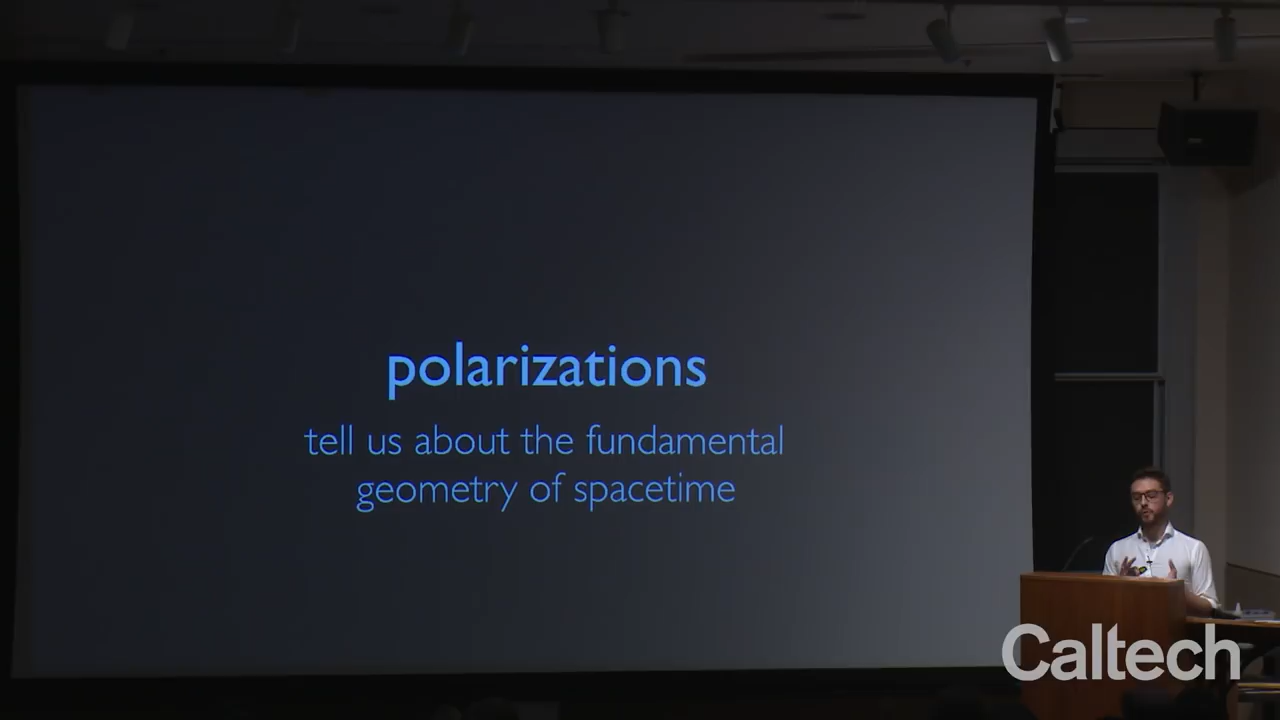 polarizations
tell us about the fundamental
geometry of spacetime
Caltech